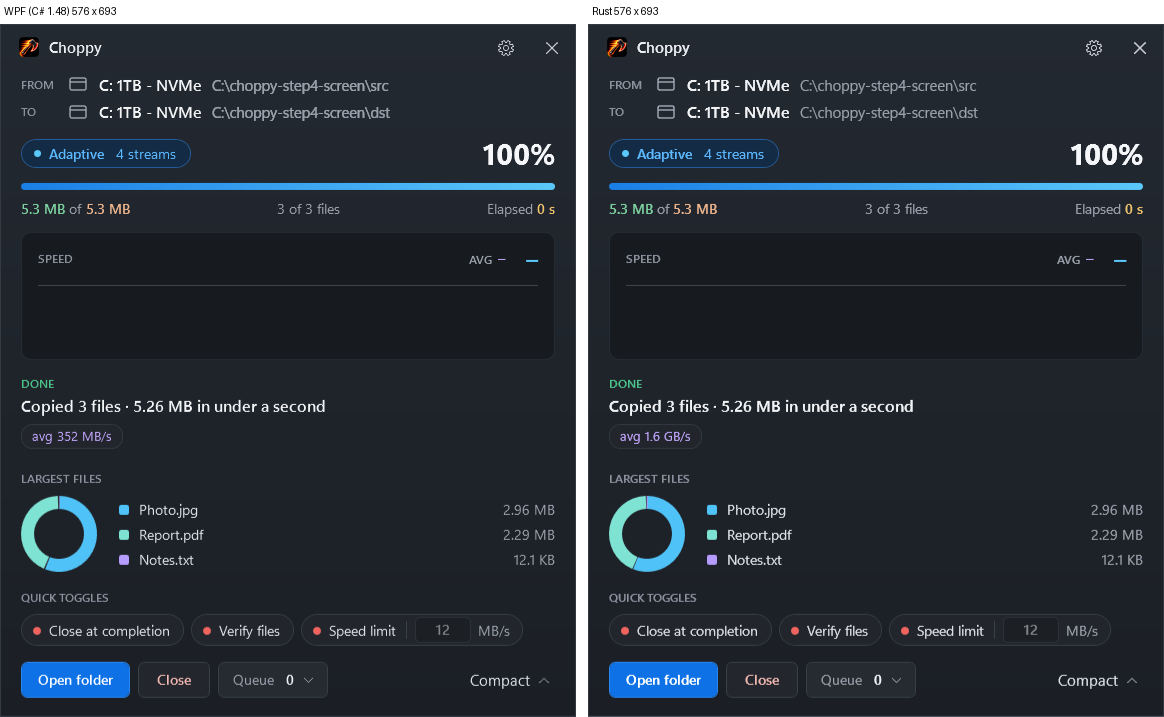 WPF (C# 1.48) 576 x 693
Choppy
FROM C: 1TB - NVMe C:\choppy-step4-screen\src
TO C: 1TB - NVMe C:\choppy-step4-screen\dst
Adaptive 4 streams 100%
5.3 MB of 5.3 MB 3 of 3 files Elapsed 0 s
SPEED AVG –
DONE
Copied 3 files · 5.26 MB in under a second
avg 352 MB/s
LARGEST FILES
Photo.jpg 2.96 MB
Report.pdf 2.29 MB
Notes.txt 12.1 KB
QUICK TOGGLES
Close at completion Verify files Speed limit 12 MB/s
Open folder Close Queue 0 Compact
Rust 576 x 693
Choppy
FROM C: 1TB - NVMe C:\choppy-step4-screen\src
TO C: 1TB - NVMe C:\choppy-step4-screen\dst
Adaptive 4 streams 100%
5.3 MB of 5.3 MB 3 of 3 files Elapsed 0 s
SPEED AVG –
DONE
Copied 3 files · 5.26 MB in under a second
avg 1.6 GB/s
LARGEST FILES
Photo.jpg 2.96 MB
Report.pdf 2.29 MB
Notes.txt 12.1 KB
QUICK TOGGLES
Close at completion Verify files Speed limit 12 MB/s
Open folder Close Queue 0 Compact